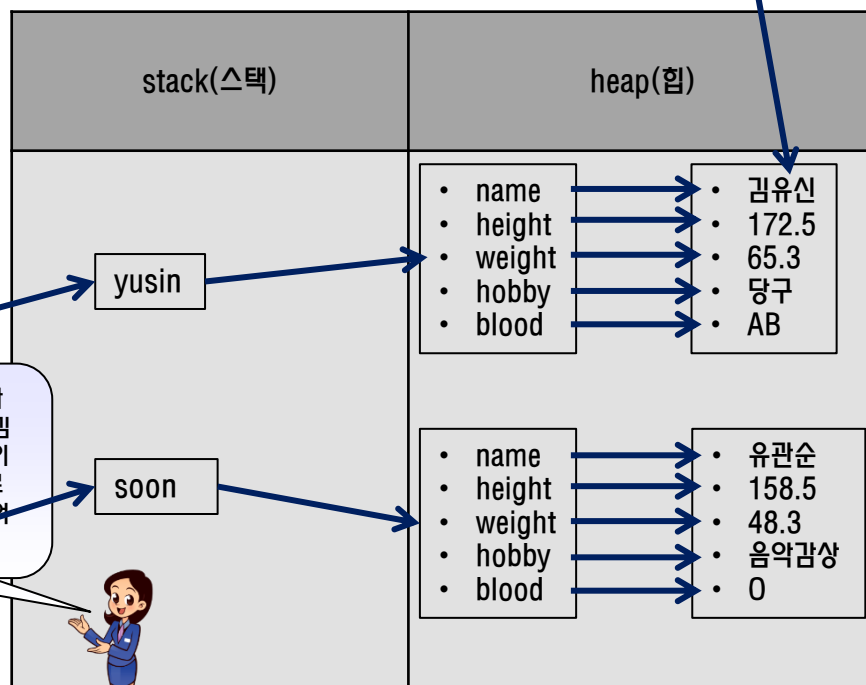 stack(스택)
heap(힙)
yusin
• name
• height
• weight
• hobby
• blood
• 김유신
• 172.5
• 65.3
• 당구
• AB
soon
• name
• height
• weight
• hobby
• blood
• 유관순
• 158.5
• 48.3
• 음악감상
• O